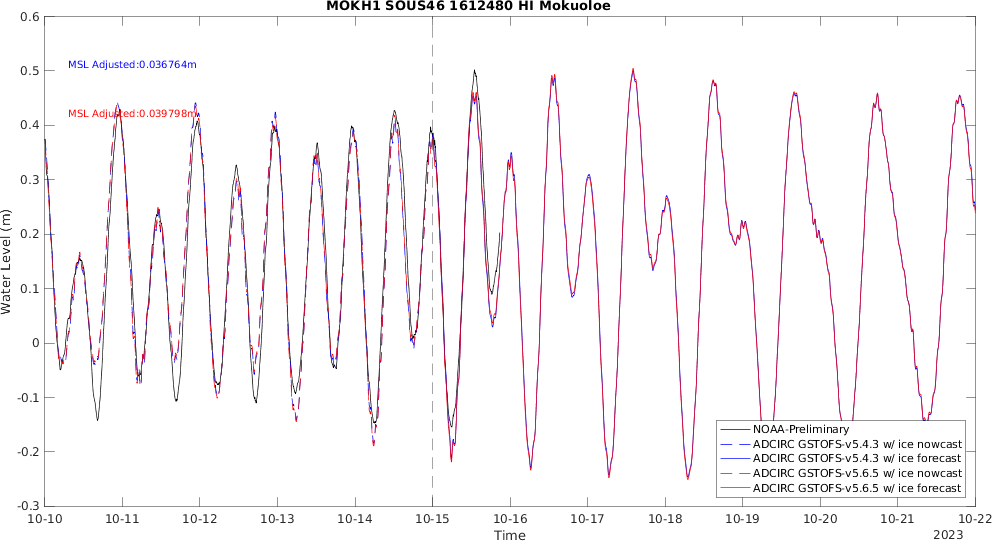 MOKH1 SOUS46 1612480 HI Mokuoloe
0.6
0.5
0.4
0.3
0.2
0.1
0
-0.1
-0.2
-0.3
Water Level (m)
MSL Adjusted:0.036764m
MSL Adjusted:0.039798m
NOAA-Preliminary
ADCIRC GSTOFS-v5.4.3 w/ ice nowcast
ADCIRC GSTOFS-v5.4.3 w/ ice forecast
ADCIRC GSTOFS-v5.6.5 w/ ice nowcast
ADCIRC GSTOFS-v5.6.5 w/ ice forecast
10-10 10-11 10-12 10-13 10-14 10-15 10-16 10-17 10-18 10-19 10-20 10-21 10-22
Time
2023